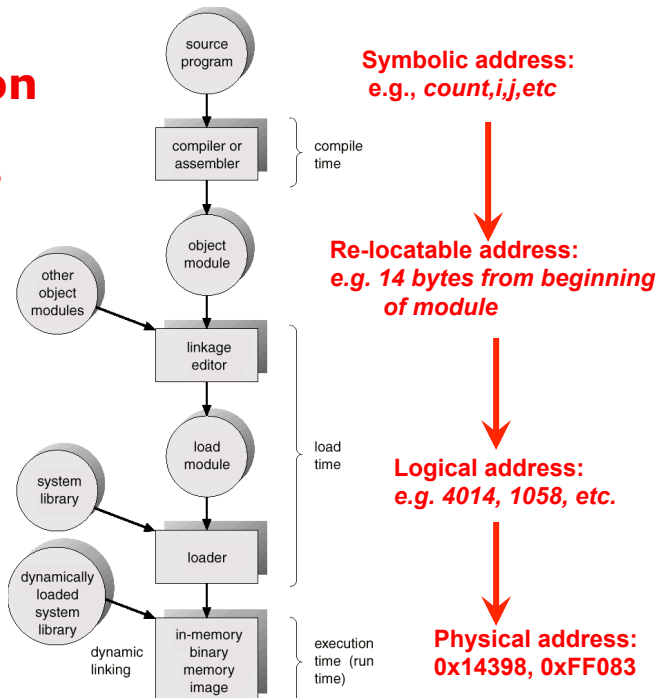 on
source
program
Symbolic address:
e.g., count,i,j,etc
compiler or
assembler
compile
time
object
module
Re-locatable address:
e.g. 14 bytes from beginning
of module
other
object
modules
linkage
editor
load
module
load
time
Logical address:
e.g. 4014, 1058, etc.
system
library
loader
dynamically
loaded
system
library
dynamic
linking
in-memory
binary
memory
image
execution
time (run
time)
Physical address:
0x14398, 0xFF083